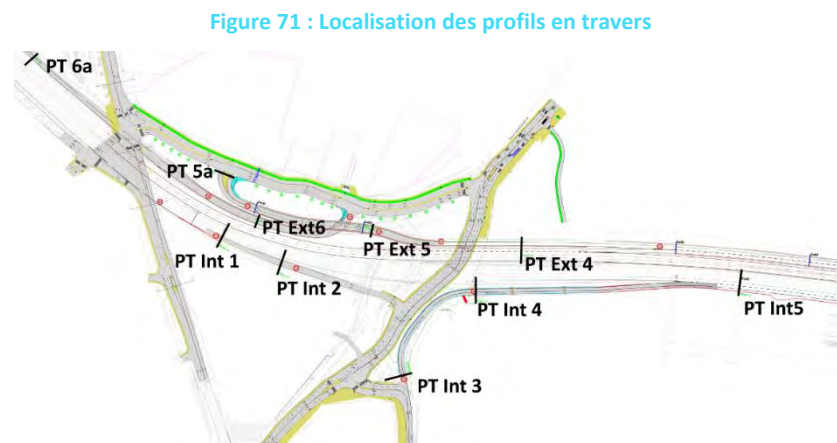 Figure 71 : Localisation des profils en travers
PT 6a
PT 5a
PT Ext6
PT Ext 5
PT Int 1
PT Ext 4
PT Int 2
PT Int 4
PT Int5
PT Int 3